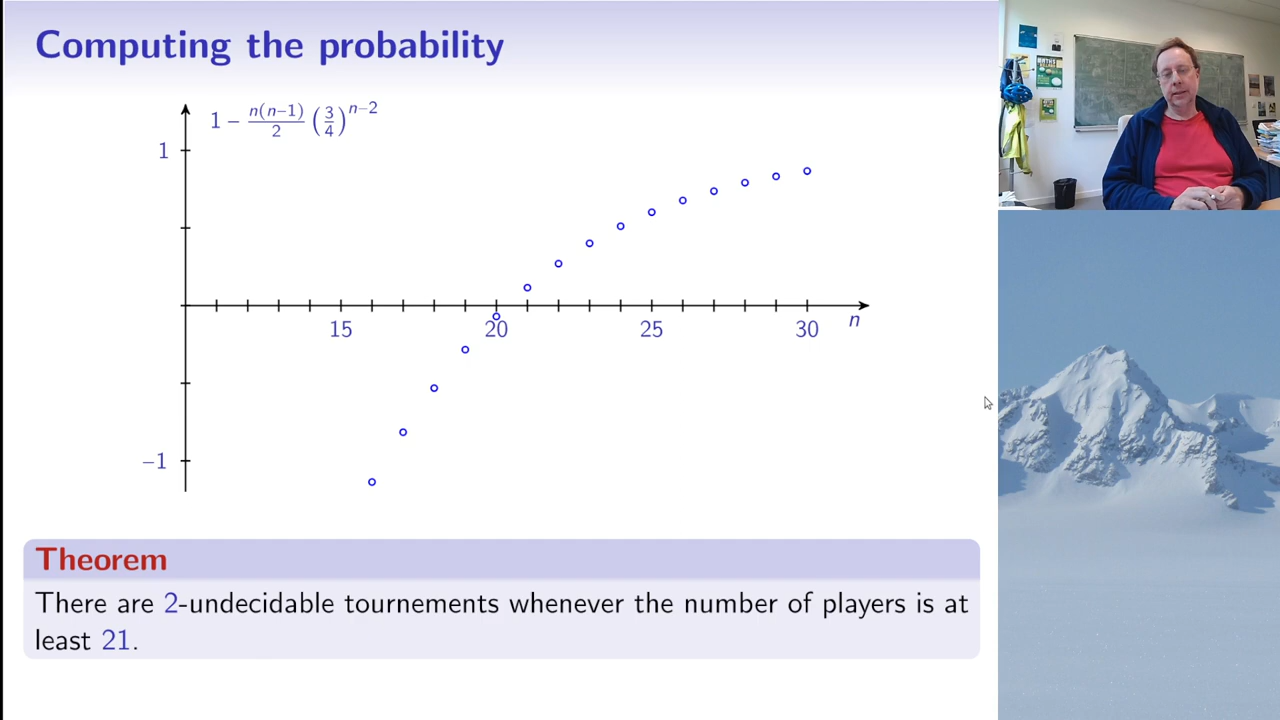 Computing the probability
1 − n(n−1)/2 (3/4)^(n−2)
1
15 20 25 30 n
−1
Theorem
There are 2-undecidable tournements whenever the number of players is at
least 21.